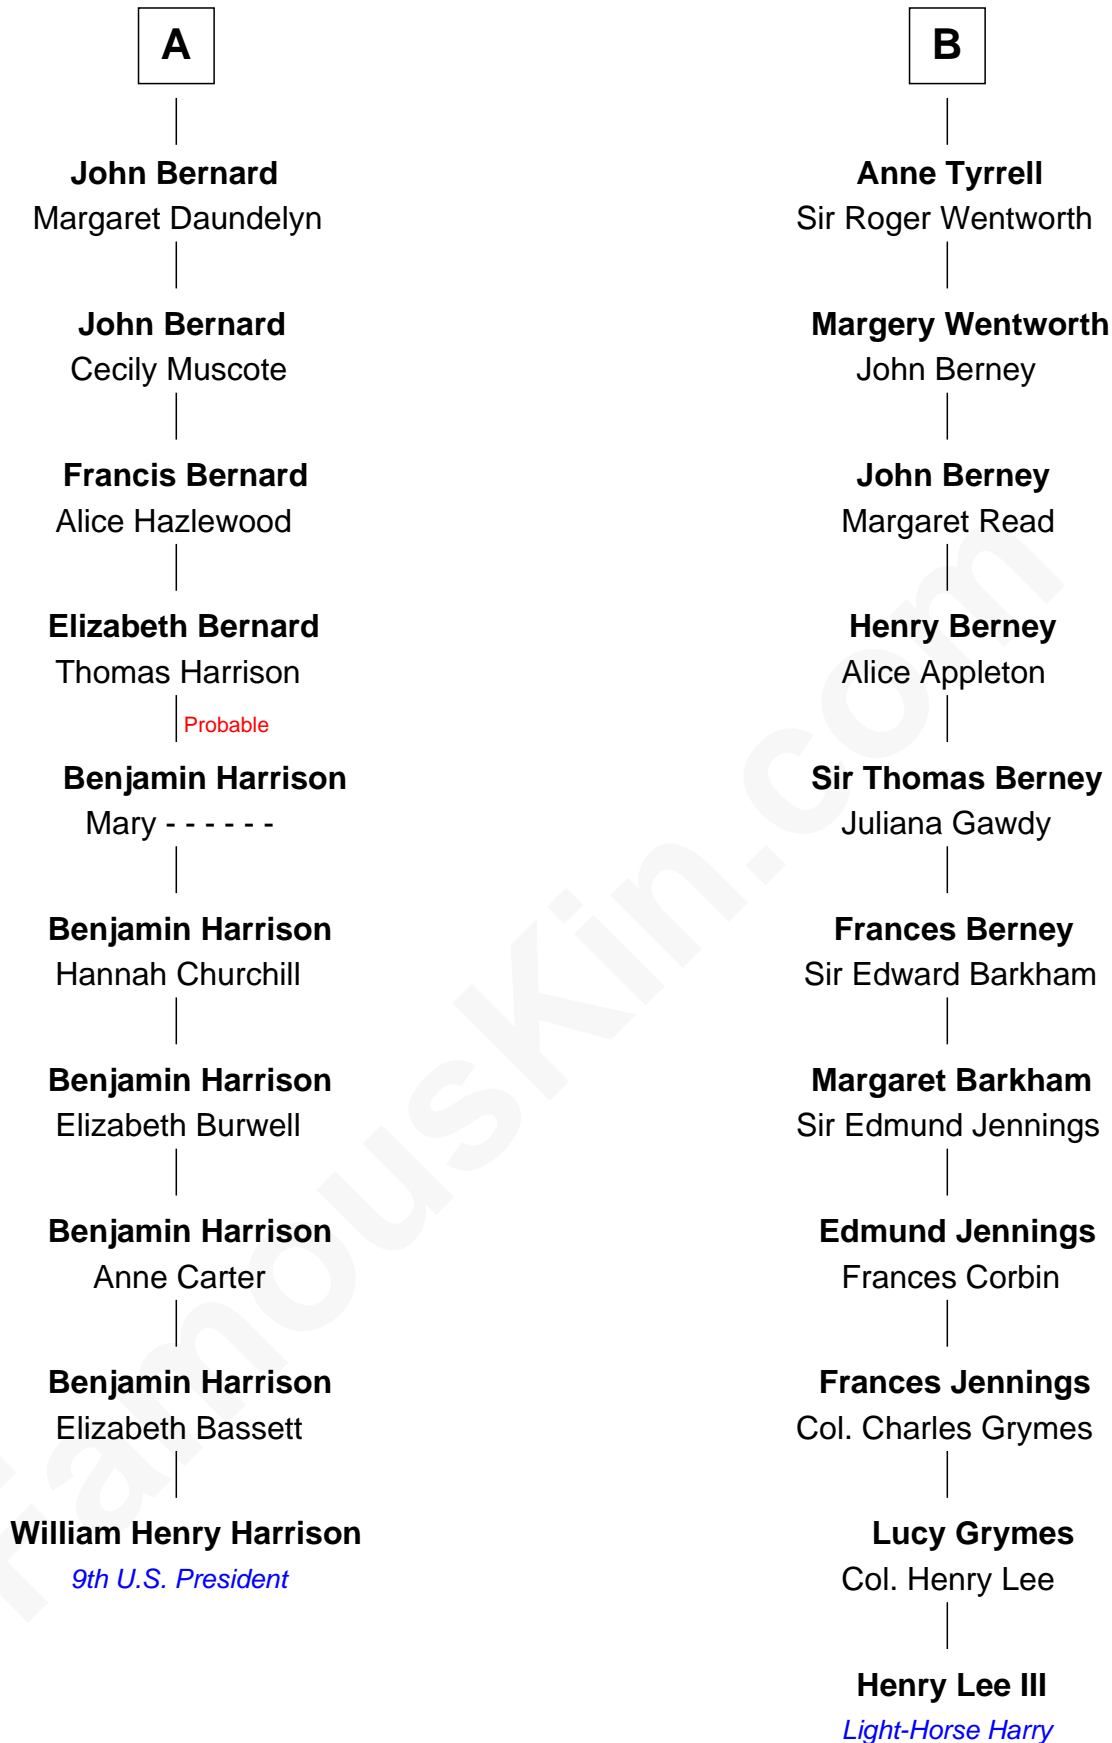 A
John Bernard
Margaret Daundelyn
John Bernard
Cecily Muscote
Francis Bernard
Alice Hazlewood
Elizabeth Bernard
Thomas Harrison
Probable
Benjamin Harrison
Mary - - - - - -
Benjamin Harrison
Hannah Churchill
Benjamin Harrison
Elizabeth Burwell
Benjamin Harrison
Anne Carter
Benjamin Harrison
Elizabeth Bassett
William Henry Harrison
9th U.S. President
B
Anne Tyrrell
Sir Roger Wentworth
Margery Wentworth
John Berney
John Berney
Margaret Read
Henry Berney
Alice Appleton
Sir Thomas Berney
Juliana Gawdy
Frances Berney
Sir Edward Barkham
Margaret Barkham
Sir Edmund Jennings
Edmund Jennings
Frances Corbin
Frances Jennings
Col. Charles Grymes
Lucy Grymes
Col. Henry Lee
Henry Lee III
Light-Horse Harry
FamousKin.com